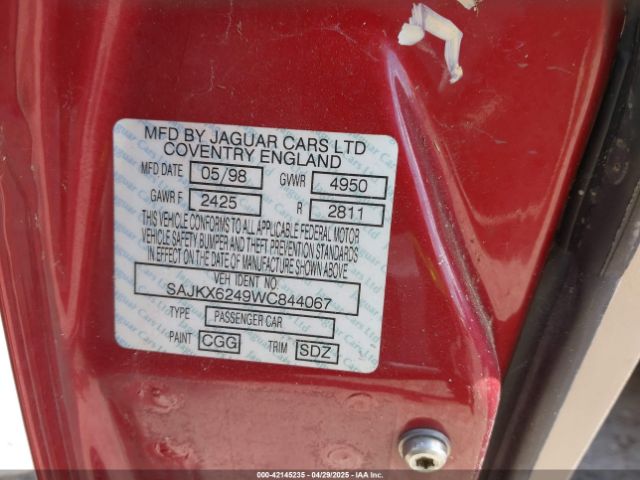 MFD BY JAGUAR CARS LTD
COVENTRY ENGLAND
MFD DATE 05/98 GVWR 4950
GAWR F 2425 R 2811
THIS VEHICLE CONFORMS TO ALL APPLICABLE FEDERAL MOTOR
VEHICLE SAFETY BUMPER AND THEFT PREVENTION STANDARDS
IN EFFECT ON THE DATE OF MANUFACTURE SHOWN ABOVE
VEH IDENT NO.
SAJKX6249WC844067
TYPE PASSENGER CAR
PAINT CGG TRIM SDZ
000-42145235 - 04/29/2025 - IAA Inc.